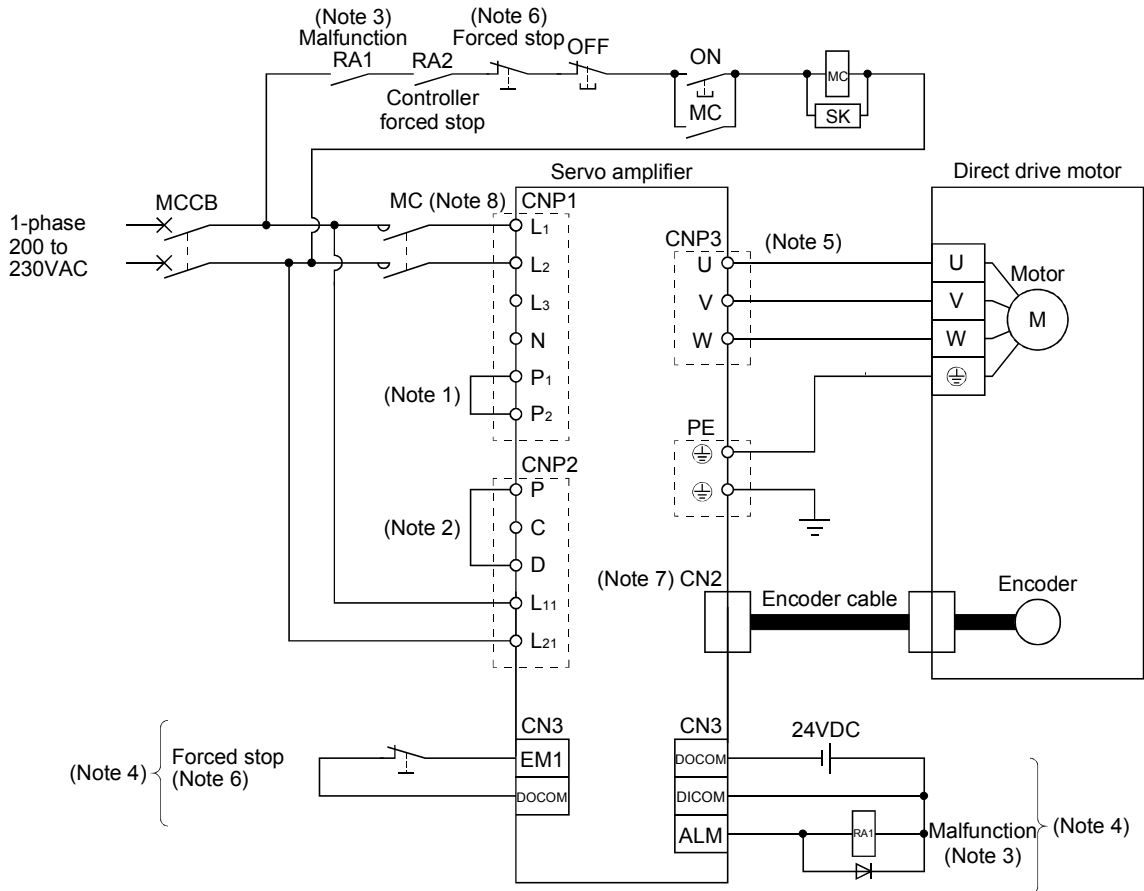 (Note 3)
Malfunction
RA1
RA2
Controller
forced stop
(Note 6)
Forced stop
OFF
ON
MC
MC
SK
Servo amplifier
Direct drive motor
1-phase
200 to
230VAC
MCCB
MC (Note 8)
CNP1
L1
L2
L3
N
P1
P2
(Note 1)
CNP2
P
C
D
L11
L21
(Note 2)
CNP3
U
V
W
(Note 5)
U
V
W
Motor
M
PE
(Note 7) CN2
Encoder cable
Encoder
(Note 4)
Forced stop
(Note 6)
CN3
EM1
DOCOM
CN3
DOCOM
DICOM
ALM
24VDC
RA1
Malfunction
(Note 3)
(Note 4)